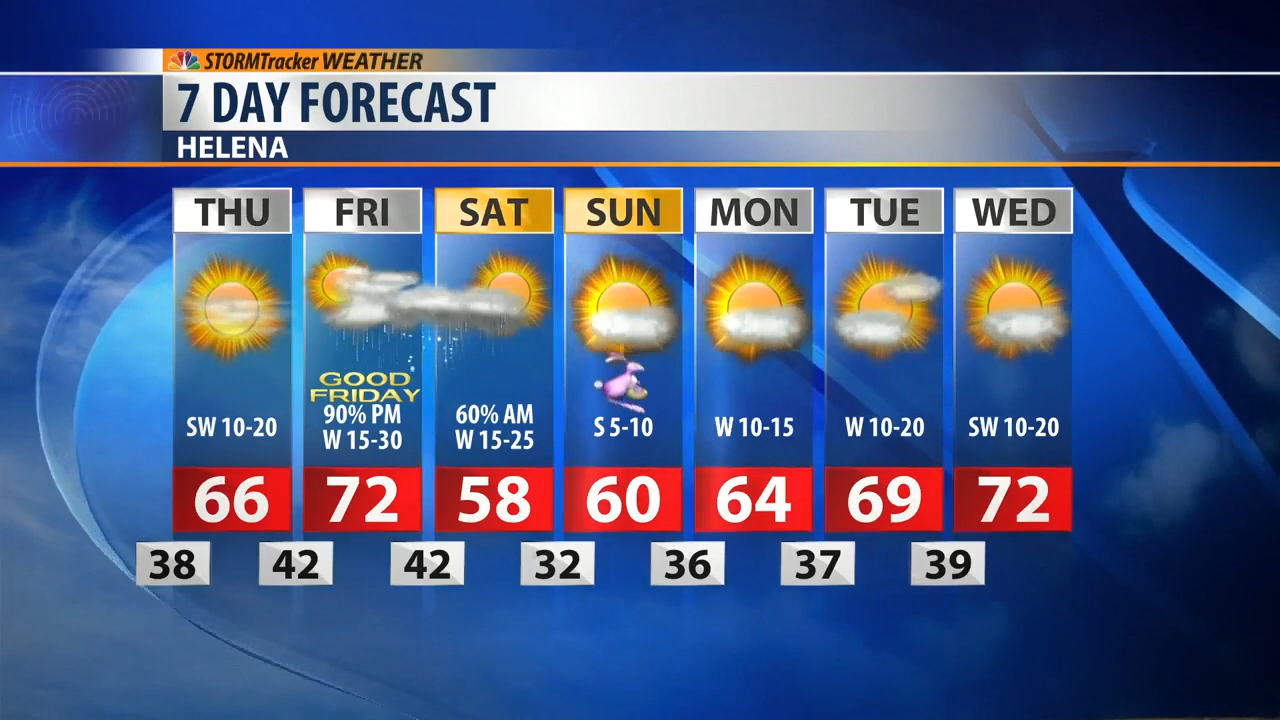 STORMTracker WEATHER
7 DAY FORECAST
HELENA
THU FRI SAT SUN MON TUE WED
GOOD
FRIDAY
SW 10-20 90% PM 60% AM S 5-10 W 10-15 W 10-20 SW 10-20
W 15-30 W 15-25
66 72 58 60 64 69 72
38 42 42 32 36 37 39